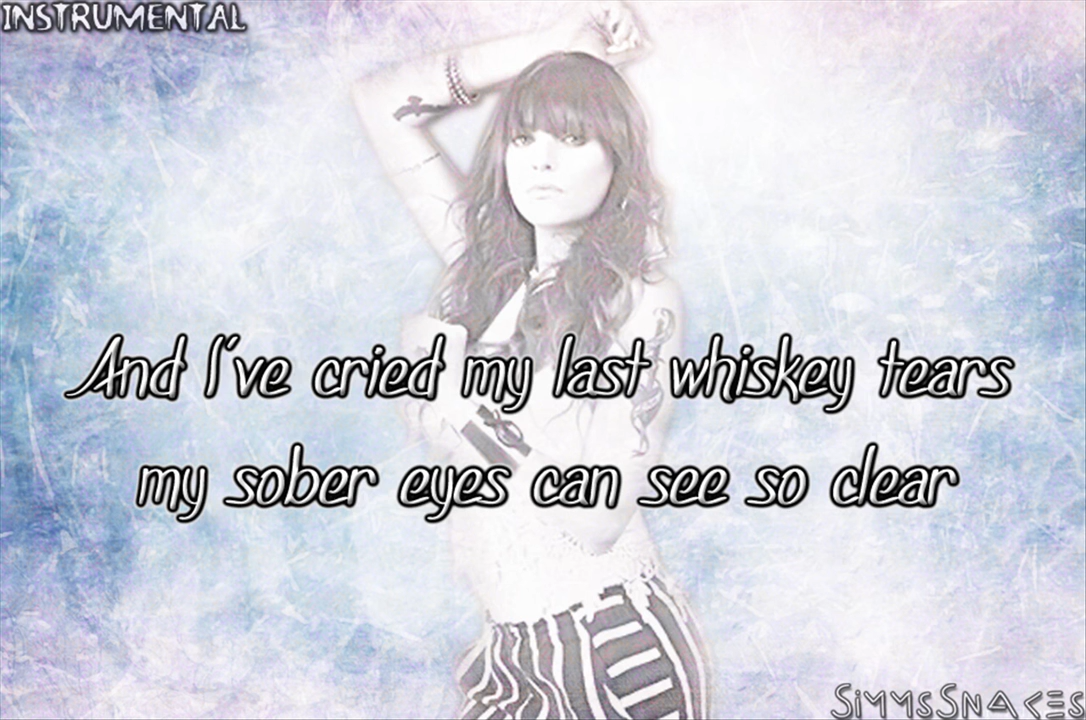 INSTRUMENTAL
And I've cried my last whiskey tears
my sober eyes can see so clear
SimmsSnaces